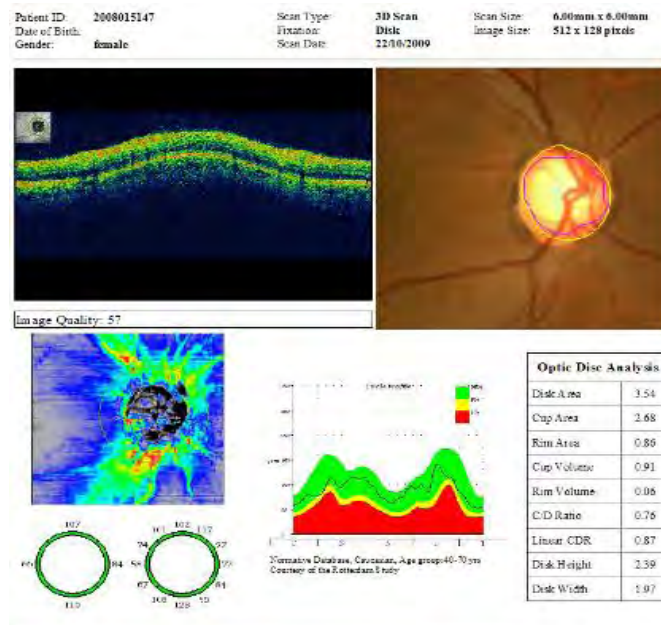 Patient ID: 2008015147
Date of Birth:
Gender: female
Scan Type: 3D Scan
Fixation: Disk
Scan Date: 22/10/2009
Scan Size: 6.00mm x 6.00mm
Image Size: 512 x 128 pixels
Image Quality: 57
107
84
110
102
117
101
74
58
67
108
128
84
Normative Database, Caucasian, Age group: 40-70 yrs
Courtesy of the Rotterdam Study
Optic Disc Analysis
Disk Area 3.54
Cup Area 2.68
Rim Area 0.86
Cup Volume 0.91
Rim Volume 0.06
C/D Ratio 0.76
Linear CDR 0.87
Disk Height 2.39
Disk Width 1.97